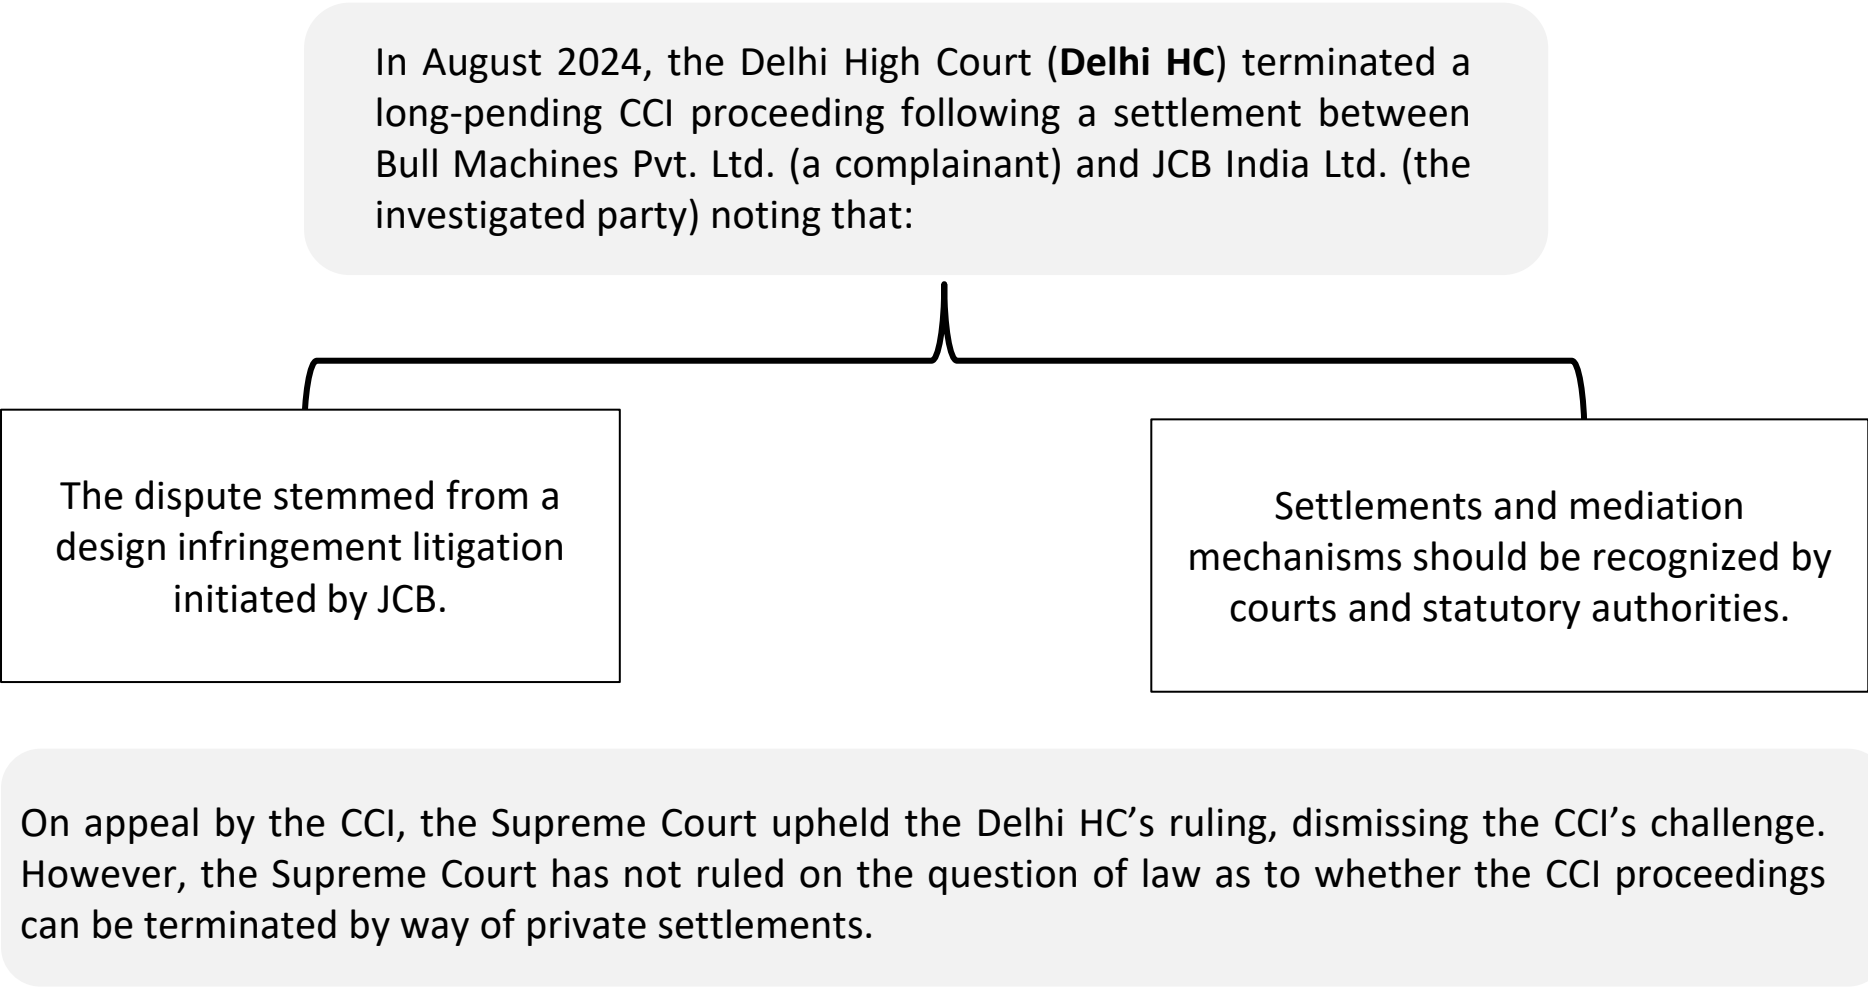 In August 2024, the Delhi High Court (Delhi HC) terminated a
long-pending CCI proceeding following a settlement between
Bull Machines Pvt. Ltd. (a complainant) and JCB India Ltd. (the
investigated party) noting that:
The dispute stemmed from a
design infringement litigation
initiated by JCB.
Settlements and mediation
mechanisms should be recognized by
courts and statutory authorities.
On appeal by the CCI, the Supreme Court upheld the Delhi HC’s ruling, dismissing the CCI’s challenge.
However, the Supreme Court has not ruled on the question of law as to whether the CCI proceedings
can be terminated by way of private settlements.